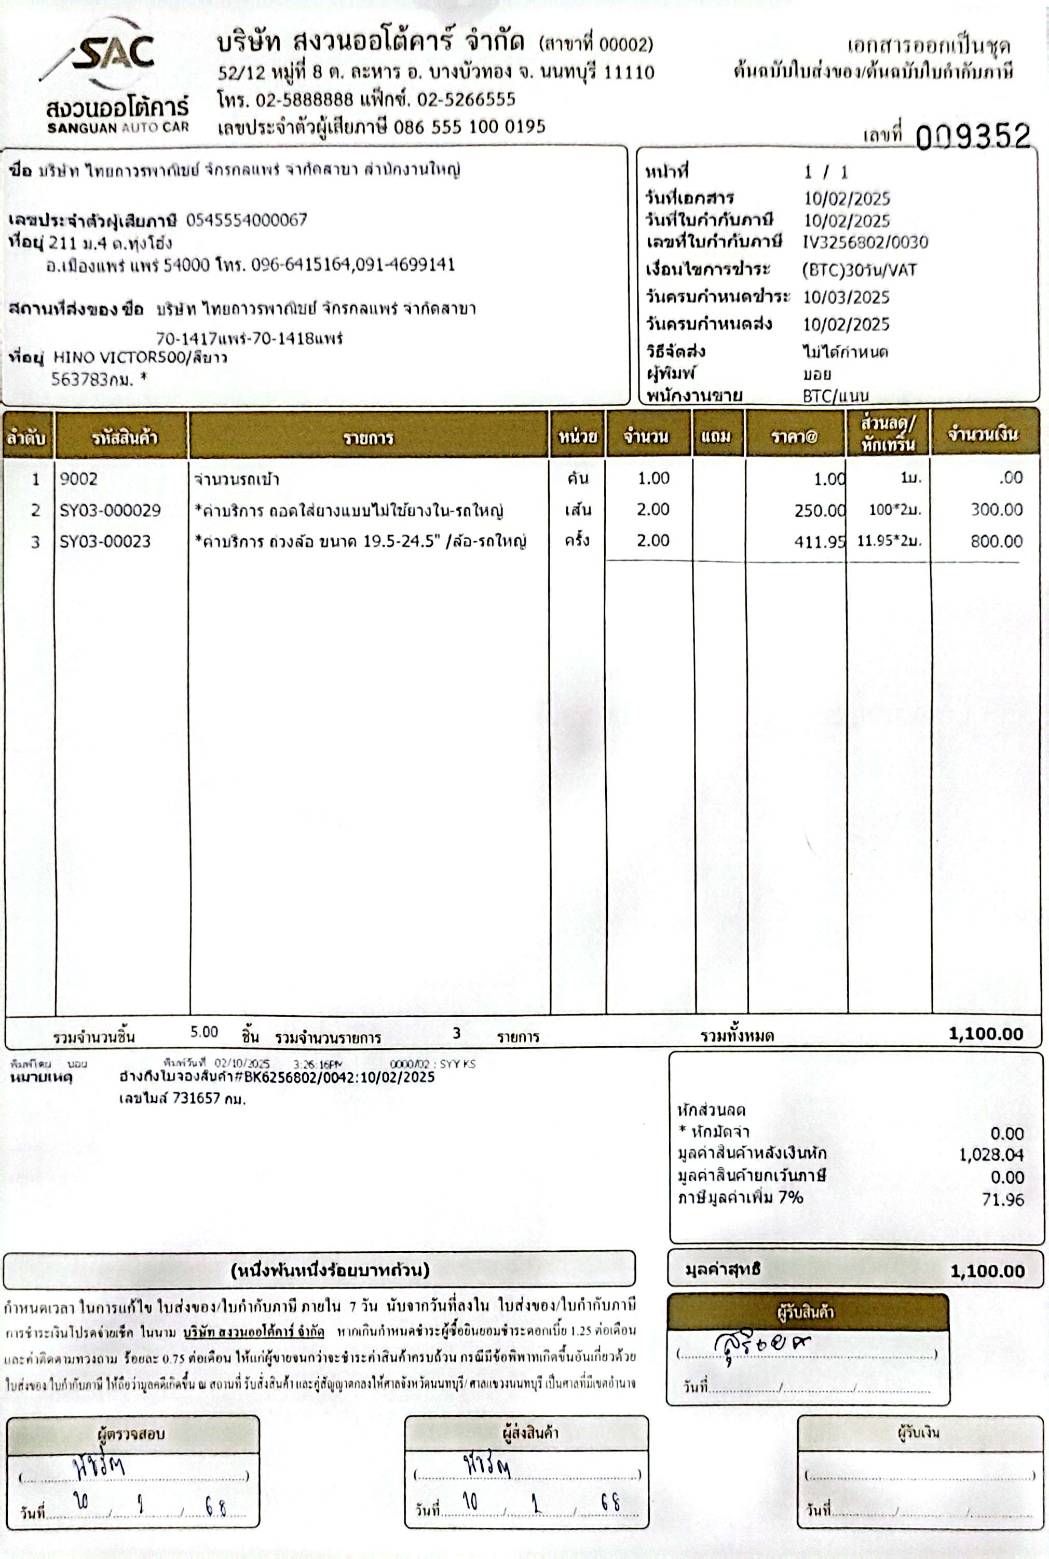 SAC
สงวนออโต้คาร์
SANGUAN AUTO CAR
บริษัท สงวนออโต้คาร์ จำกัด (สาขาที่ 00002)
52/12 หมู่ที่ 8 ต. ละหาร อ. บางบัวทอง จ. นนทบุรี 11110
โทร. 02-5888888 แฟ็กซ์. 02-5266555
เลขประจำตัวผู้เสียภาษี 086 555 100 0195
เอกสารออกเป็นชุด
ต้นฉบับใบส่งของ/ต้นฉบับใบกำกับภาษี
เลขที่ 009352
ชื่อ บริษัท ไทยถาวรพาณิชย์ จักรกลแพร่ จำกัดสาขา สำนักงานใหญ่
เลขประจำตัวผู้เสียภาษี 0545554000067
ที่อยู่ 211 ม.4 ต.ทุ่งโฮ้ง
อ.เมืองแพร่ แพร่ 54000 โทร. 096-6415164,091-4699141
สถานที่ส่งของ ชื่อ บริษัท ไทยถาวรพาณิชย์ จักรกลแพร่ จำกัดสาขา
70-1417แพร่-70-1418แพร่
ที่อยู่ HINO VICTOR500/สีขาว
563783กม. *
หน้าที่ 1 / 1
วันที่เอกสาร 10/02/2025
วันที่ใบกำกับภาษี 10/02/2025
เลขที่ใบกำกับภาษี IV3256802/0030
เงื่อนไขการชำระ (BTC)30วัน/VAT
วันครบกำหนดชำระ 10/03/2025
วันครบกำหนดส่ง 10/02/2025
วิธีจัดส่ง ไม่ได้กำหนด
ผู้พิมพ์ บอย
พนักงานขาย BTC/แนน
ลำดับ รหัสสินค้า รายการ หน่วย จำนวน แถม ราคา@ ส่วนลด/หักเทริ์น จำนวนเงิน
1 9002 จำนวนรถเข้า คัน 1.00 1.00 1บ. .00
2 SY03-000029 *ค่าบริการ ถอดใส่ยางแบบไม่ใช้ยางใน-รถใหญ่ เส้น 2.00 250.00 100*2บ. 300.00
3 SY03-00023 *ค่าบริการ ถ่วงล้อ ขนาด 19.5-24.5" /ล้อ-รถใหญ่ ครั้ง 2.00 411.95 11.95*2บ. 800.00
รวมจำนวนชิ้น 5.00 ชิ้น รวมจำนวนรายการ 3 รายการ รวมทั้งหมด 1,100.00
พิมพ์โดย บอย พิมพ์วันที่ 02/10/2025 3:26:16PM 0000/02 : SYYKS
หมายเหตุ อ้างถึงใบจองสินค้า#BK6256802/0042:10/02/2025
เลขไมล์ 731657 กม.
หักส่วนลด
* หักมัดจำ 0.00
มูลค่าสินค้าหลังเงินหัก 1,028.04
มูลค่าสินค้ายกเว้นภาษี 0.00
ภาษีมูลค่าเพิ่ม 7% 71.96
(หนึ่งพันหนึ่งร้อยบาทถ้วน)
มูลค่าสุทธิ 1,100.00
กำหนดเวลา ในการแก้ไข ใบส่งของ/ใบกำกับภาษี ภายใน 7 วัน นับจากวันที่ลงใน ใบส่งของ/ใบกำกับภาษี
การชำระเงินโปรดจ่ายเช็ค ในนาม บริษัท สงวนออโต้คาร์ จำกัด หากเกินกำหนดชำระผู้ซื้อยินยอมชำระดอกเบี้ย 1.25 ต่อเดือน
และค่าติดตามทวงถาม ร้อยละ 0.75 ต่อเดือน ให้แก่ผู้ขายจนกว่าจะชำระค่าสินค้าครบถ้วน กรณีมีข้อพิพาทเกิดขึ้นอันเกี่ยวด้วย
ใบส่งของ ใบกำกับภาษี ให้ถือว่ามูลคดีเกิดขึ้น ณ สถานที่ รับสั่งสินค้า และคู่สัญญาตกลงให้ศาลจังหวัดนนทบุรี/ศาลแขวงนนทบุรี เป็นศาลที่มีเขตอำนาจ
ผู้รับสินค้า
วันที่
ผู้ตรวจสอบ
วันที่ 10 / 2 / 68
ผู้ส่งสินค้า
วันที่ 10 / 2 / 68
ผู้รับเงิน
วันที่